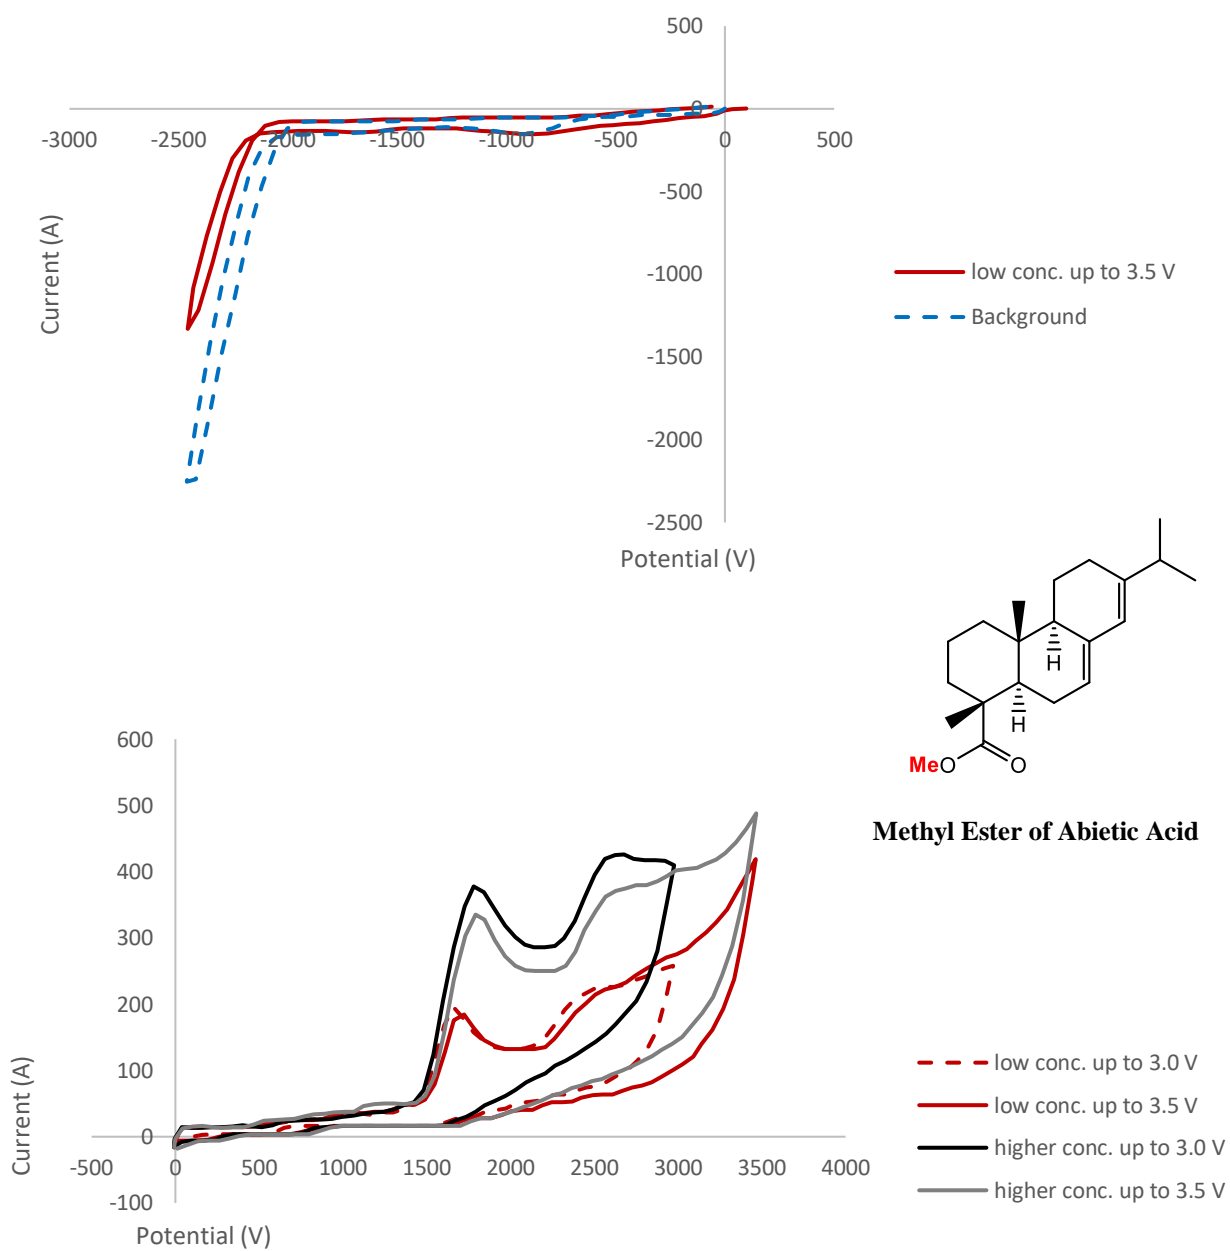 500
0
-3000 -2500 -2000 -1500 -1000 -500 0 500
-500
-1000
-1500
-2000
-2500
Current (A)
Potential (V)
low conc. up to 3.5 V
Background
H
H
MeO
O
Methyl Ester of Abietic Acid
600
500
400
300
200
100
0
-100
-500 0 500 1000 1500 2000 2500 3000 3500 4000
Current (A)
Potential (V)
low conc. up to 3.0 V
low conc. up to 3.5 V
higher conc. up to 3.0 V
higher conc. up to 3.5 V